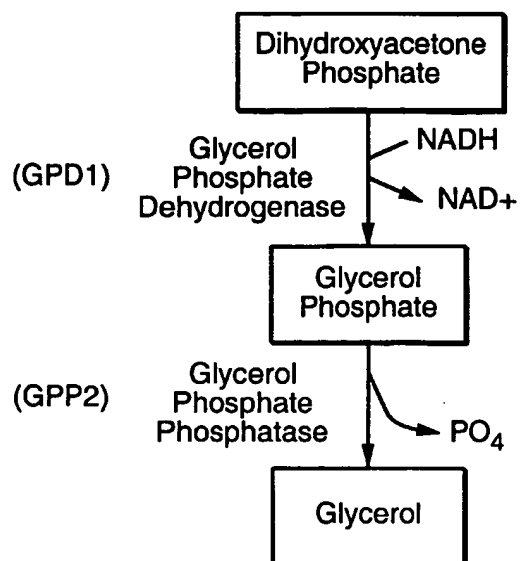 Dihydroxyacetone
Phosphate
NADH
(GPD1)
Glycerol
Phosphate
Dehydrogenase
NAD+
Glycerol
Phosphate
(GPP2)
Glycerol
Phosphate
Phosphatase
PO4
Glycerol